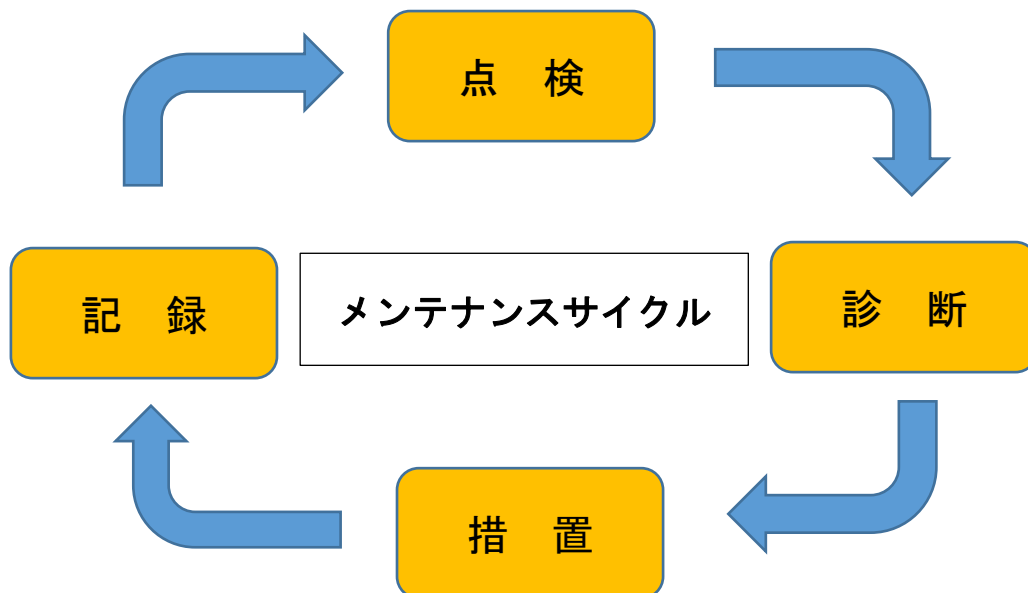 点　検
記　録
メンテナンスサイクル
診　断
措　置